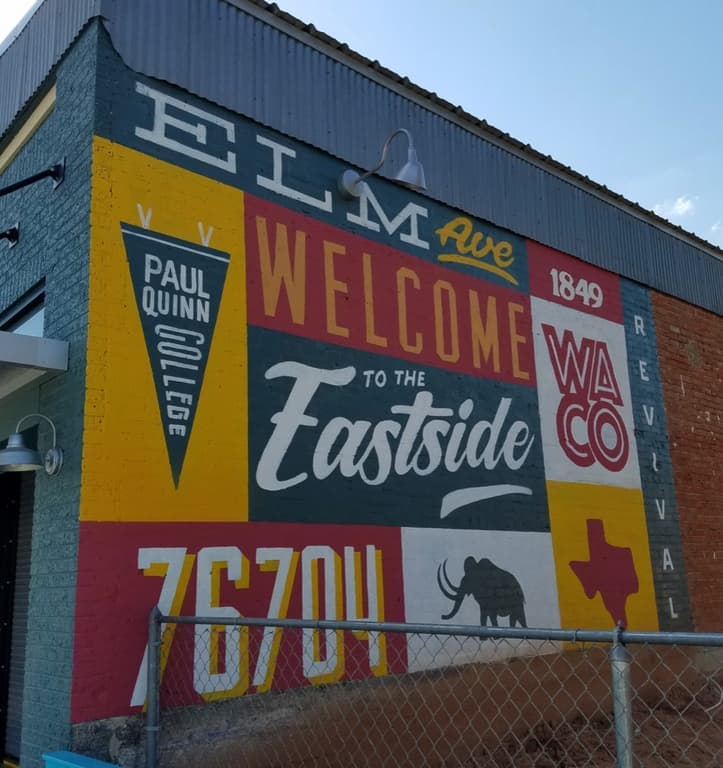 ELM Ave
PAUL
QUINN
COLLEGE
WELCOME
TO THE
Eastside
1849
WA
CO
REVIVAL
76704